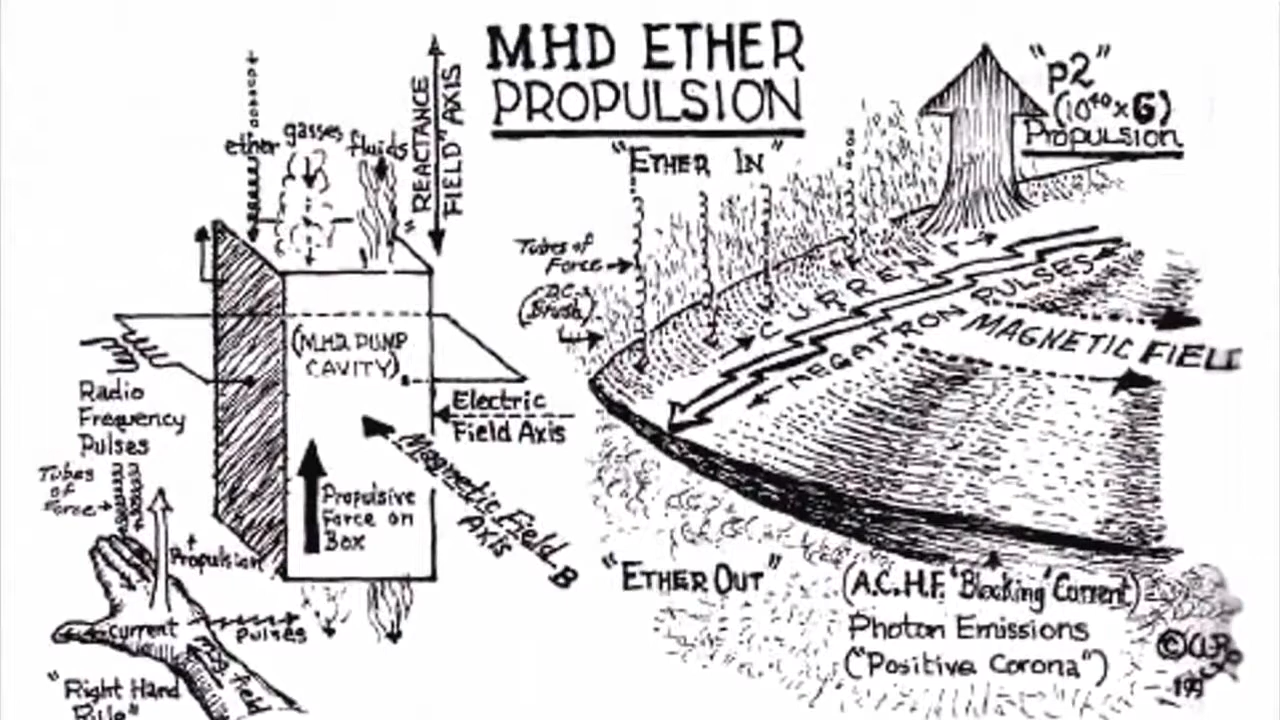 MHD ETHER
PROPULSION
ether
gasses
fluids
REACTANCE
FIELD" AXIS
(MHD PUMP
CAVITY)
Radio
Frequency
Pulses
Tubes
of
Force
Electric
Field Axis
Magnetic Field B
Axis
Propulsive
Force on
Box
Propulsion
Current
Pulses
mag field
"Right Hand
Rule"
"ETHER IN"
"p2"
(10⁴⁰ x G)
Propulsion
Tubes of
Force
(D.C.
Brush)
CURRENT
NEGATRON PULSES
MAGNETIC FIELD
"ETHER OUT"
(A.C. H.F. 'Blocking' Current)
Photon Emissions
("Positive Corona")
©
199